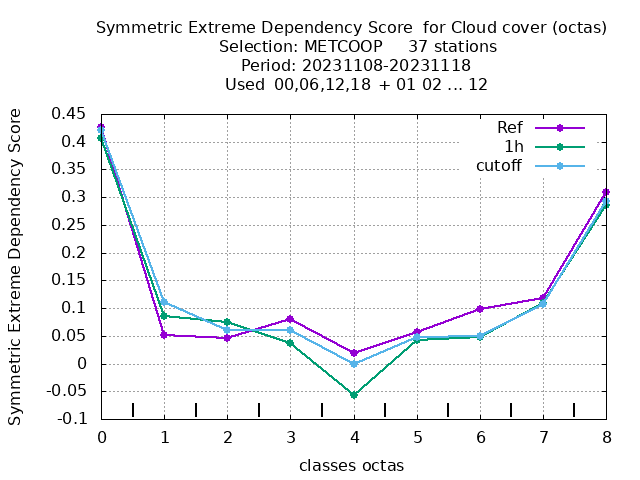 Symmetric Extreme Dependency Score  for Cloud cover (octas)
Selection: METCOOP     37 stations
Period: 20231108-20231118
Used  00,06,12,18  + 01 02 ... 12
Symmetric Extreme Dependency Score
0.45
0.4
0.35
0.3
0.25
0.2
0.15
0.1
0.05
0
-0.05
-0.1
Ref
1h
cutoff
0 1 2 3 4 5 6 7 8
classes octas